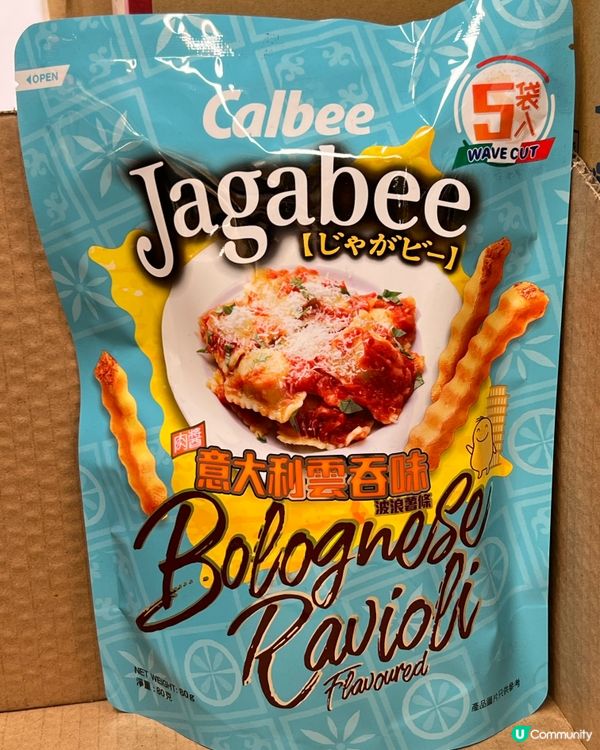 ◀OPEN
Calbee
5袋入
WAVE CUT
Jagabee
【じゃがビー】
肉醬
意大利雲吞味
波浪薯條
Bolognese
Ravioli
Flavoured
NET WEIGHT: 80g
淨重: 80克
產品圖片只供參考
U Community